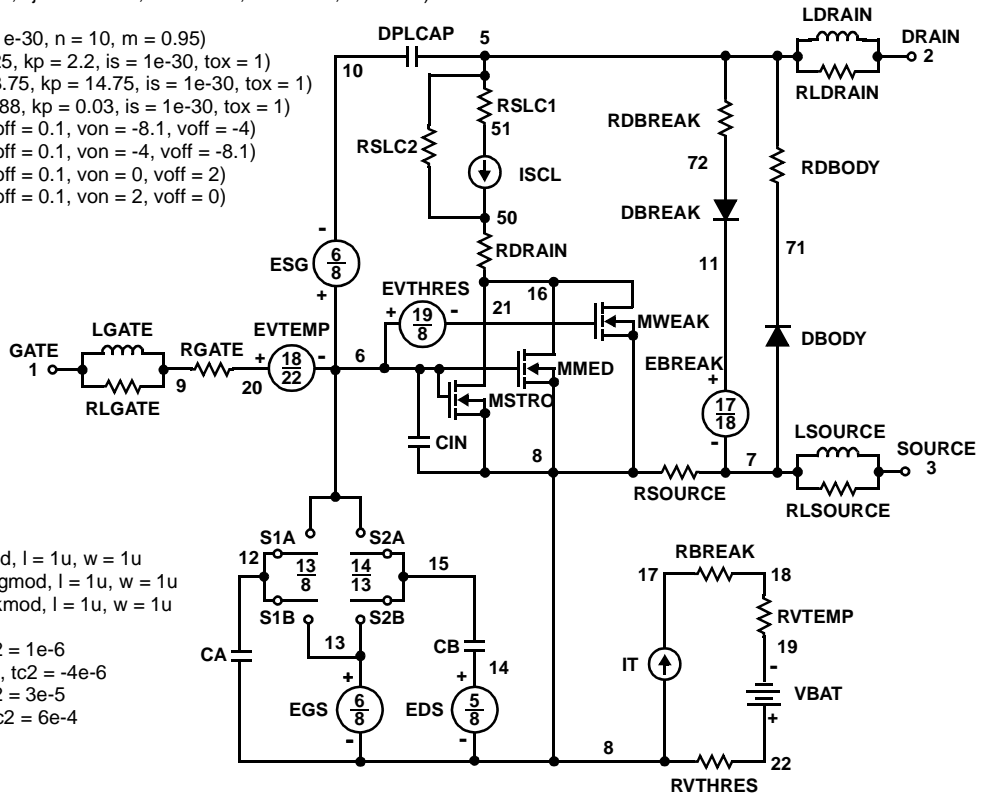 e-30, n = 10, m = 0.95)
25, kp = 2.2, is = 1e-30, tox = 1)
3.75, kp = 14.75, is = 1e-30, tox = 1)
88, kp = 0.03, is = 1e-30, tox = 1)
voff = 0.1, von = -8.1, voff = -4)
voff = 0.1, von = -4, voff = -8.1)
voff = 0.1, von = 0, voff = 2)
voff = 0.1, von = 2, voff = 0)
LDRAIN
DPLCAP 5 DRAIN
10 2
RLDRAIN
RSLC1
51
RSLC2
ISCL
RDBREAK
72
RDBODY
50
DBREAK
RDRAIN
71
11
-
ESG 6/8
+
EVTHRES
+ 19/8 -
16
21
MWEAK
LGATE
EVTEMP
GATE
1
RGATE
+ 18/22 -
6
MMED
EBREAK
+
DBODY
9
20
RLGATE
MSTRO
17/18
-
LSOURCE
CIN
8
7
SOURCE
3
RSOURCE
RLSOURCE
S1A
S2A
12
13/8
14/13
15
RBREAK
17
18
S1B
S2B
RVTEMP
13
CB
CA
14
IT
19
-
VBAT
+
+
EGS 6/8
-
+
EDS 5/8
-
8
22
RVTHRES
d, l = 1u, w = 1u
gmod, l = 1u, w = 1u
kmod, l = 1u, w = 1u
2 = 1e-6
, tc2 = -4e-6
2 = 3e-5
c2 = 6e-4